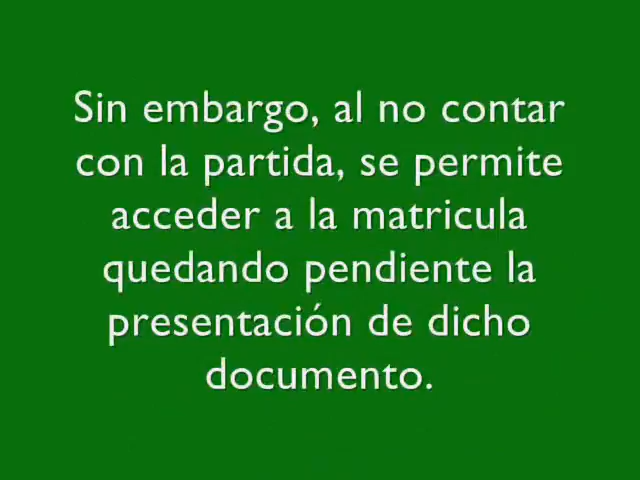 Sin embargo, al no contar
con la partida, se permite
acceder a la matricula
quedando pendiente la
presentación de dicho
documento.